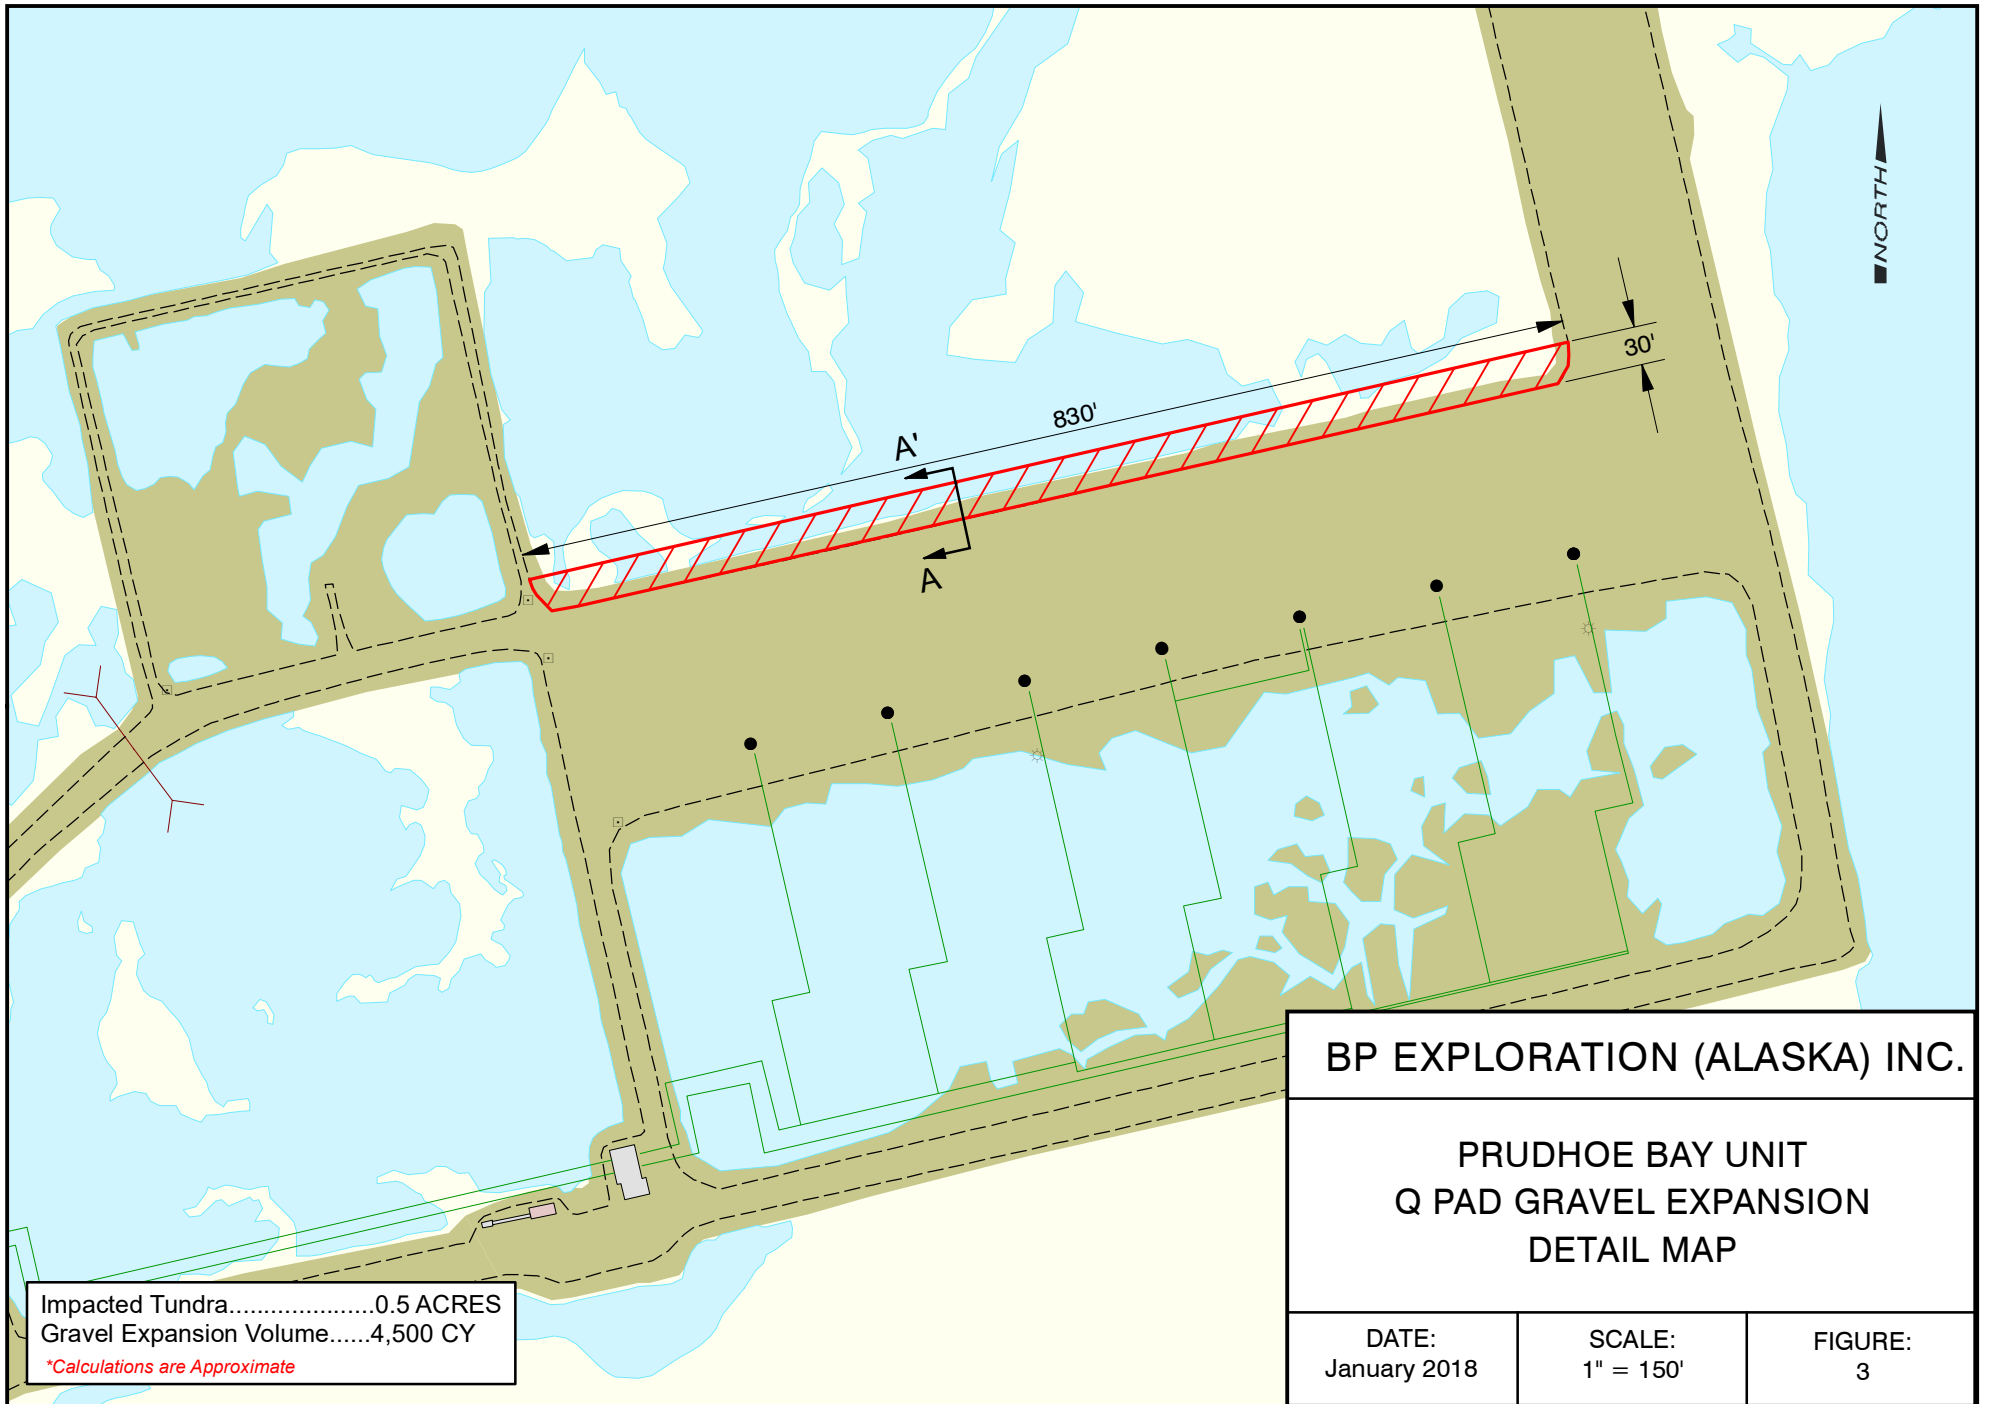 NORTH
30'
830'
A'
A
BP EXPLORATION (ALASKA) INC.
PRUDHOE BAY UNIT
Q PAD GRAVEL EXPANSION
DETAIL MAP
Impacted Tundra.....................0.5 ACRES
Gravel Expansion Volume......4,500 CY
*Calculations are Approximate
DATE:
January 2018
SCALE:
1" = 150'
FIGURE:
3